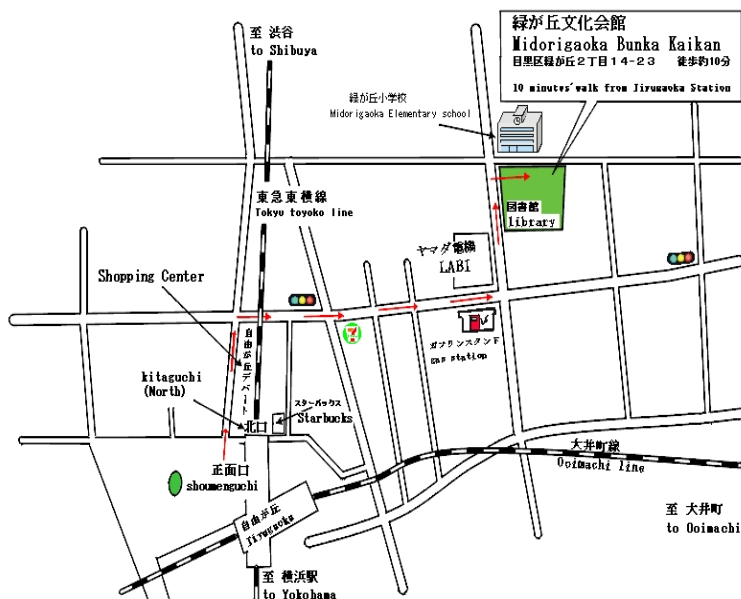 至 渋谷
to Shibuya
緑が丘文化会館
Midorigaoka Bunka Kaikan
目黒区緑が丘2丁目14-23 徒歩約10分
10 minutes' walk from Jiyugaoka Station
緑が丘小学校
Midorigaoka Elementary school
東急東横線
Tokyu toyoko line
図書館
library
ヤマダ電機
LABI
Shopping Center
自由が丘デパート
7
ガソリンスタンド
gas station
kitaguchi
(North)
スターバックス
Starbucks
北口
正面口
shoumenguchi
大井町線
Ooimachi line
自由が丘
Jiyugaoka
至 大井町
to Ooimachi
至 横浜駅
to Yokohama